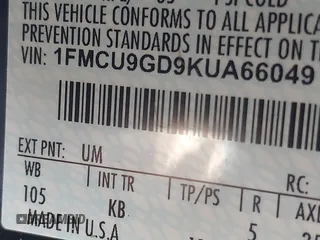 THIS VEHICLE CONFORMS TO ALL APPLICA
PREVENTION STANDARDS IN EFFECT ON T
VIN: 1FMCU9GD9KUA66049
EXT PNT: UM RC:
WB INT TR TP/PS R AXL
105 KB 5
MADE IN U.S.A